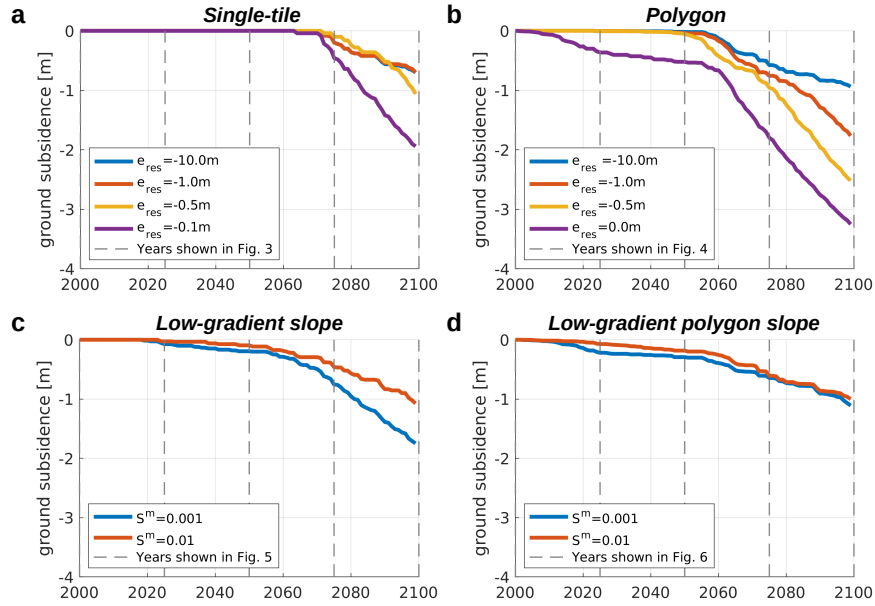 a
Single-tile
ground subsidence [m]
0
-1
-2
-3
-4
e_res=-10.0m
e_res=-1.0m
e_res=-0.5m
e_res=-0.1m
Years shown in Fig. 3
2000 2020 2040 2060 2080 2100
b
Polygon
ground subsidence [m]
0
-1
-2
-3
-4
e_res=-10.0m
e_res=-1.0m
e_res=-0.5m
e_res=0.0m
Years shown in Fig. 4
2000 2020 2040 2060 2080 2100
c
Low-gradient slope
ground subsidence [m]
0
-1
-2
-3
-4
S^m=0.001
S^m=0.01
Years shown in Fig. 5
2000 2020 2040 2060 2080 2100
d
Low-gradient polygon slope
ground subsidence [m]
0
-1
-2
-3
-4
S^m=0.001
S^m=0.01
Years shown in Fig. 6
2000 2020 2040 2060 2080 2100